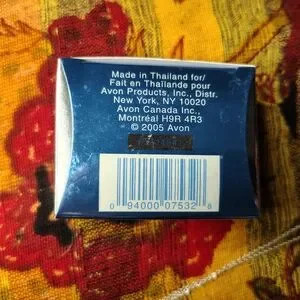 Made in Thailand for/
Fait en Thaïlande pour
Avon Products, Inc., Distr.
New York, NY 10020
Avon Canada Inc.,
Montréal H9R 4R3
© 2005 Avon
0 94000 07532 8